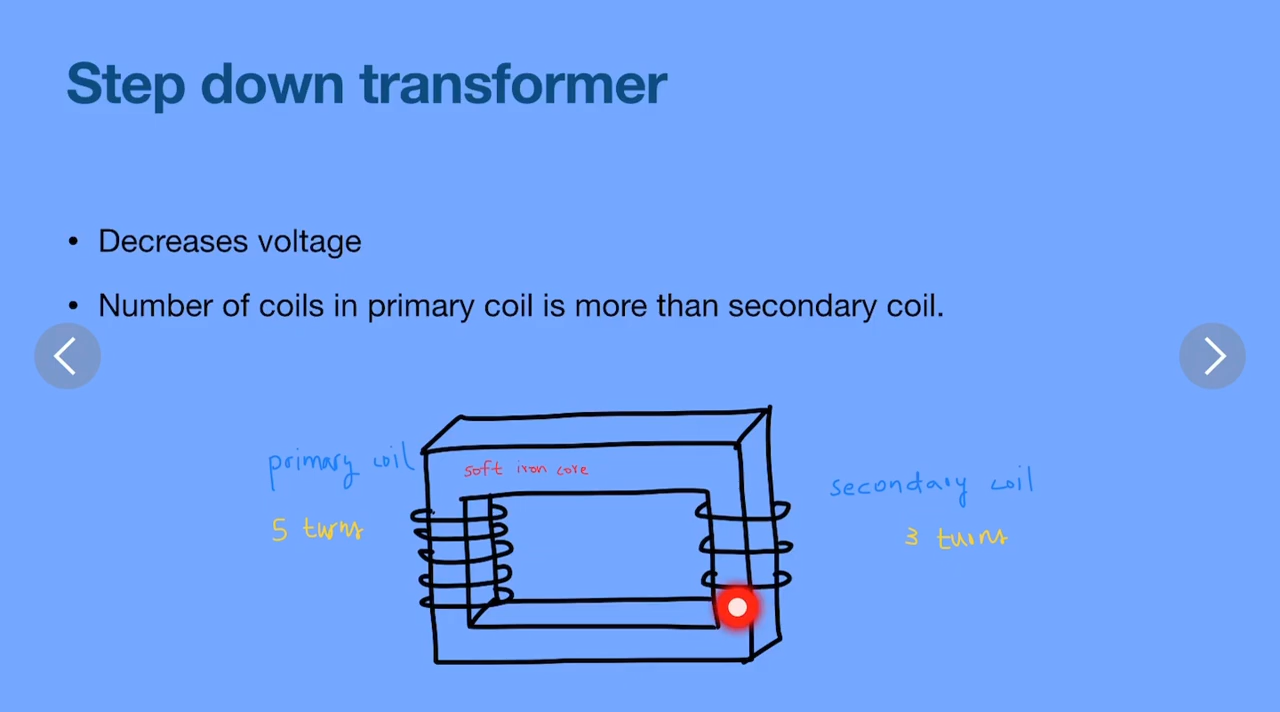 Step down transformer
• Decreases voltage
• Number of coils in primary coil is more than secondary coil.
primary coil
soft iron core
secondary coil
5 turns
3 turns